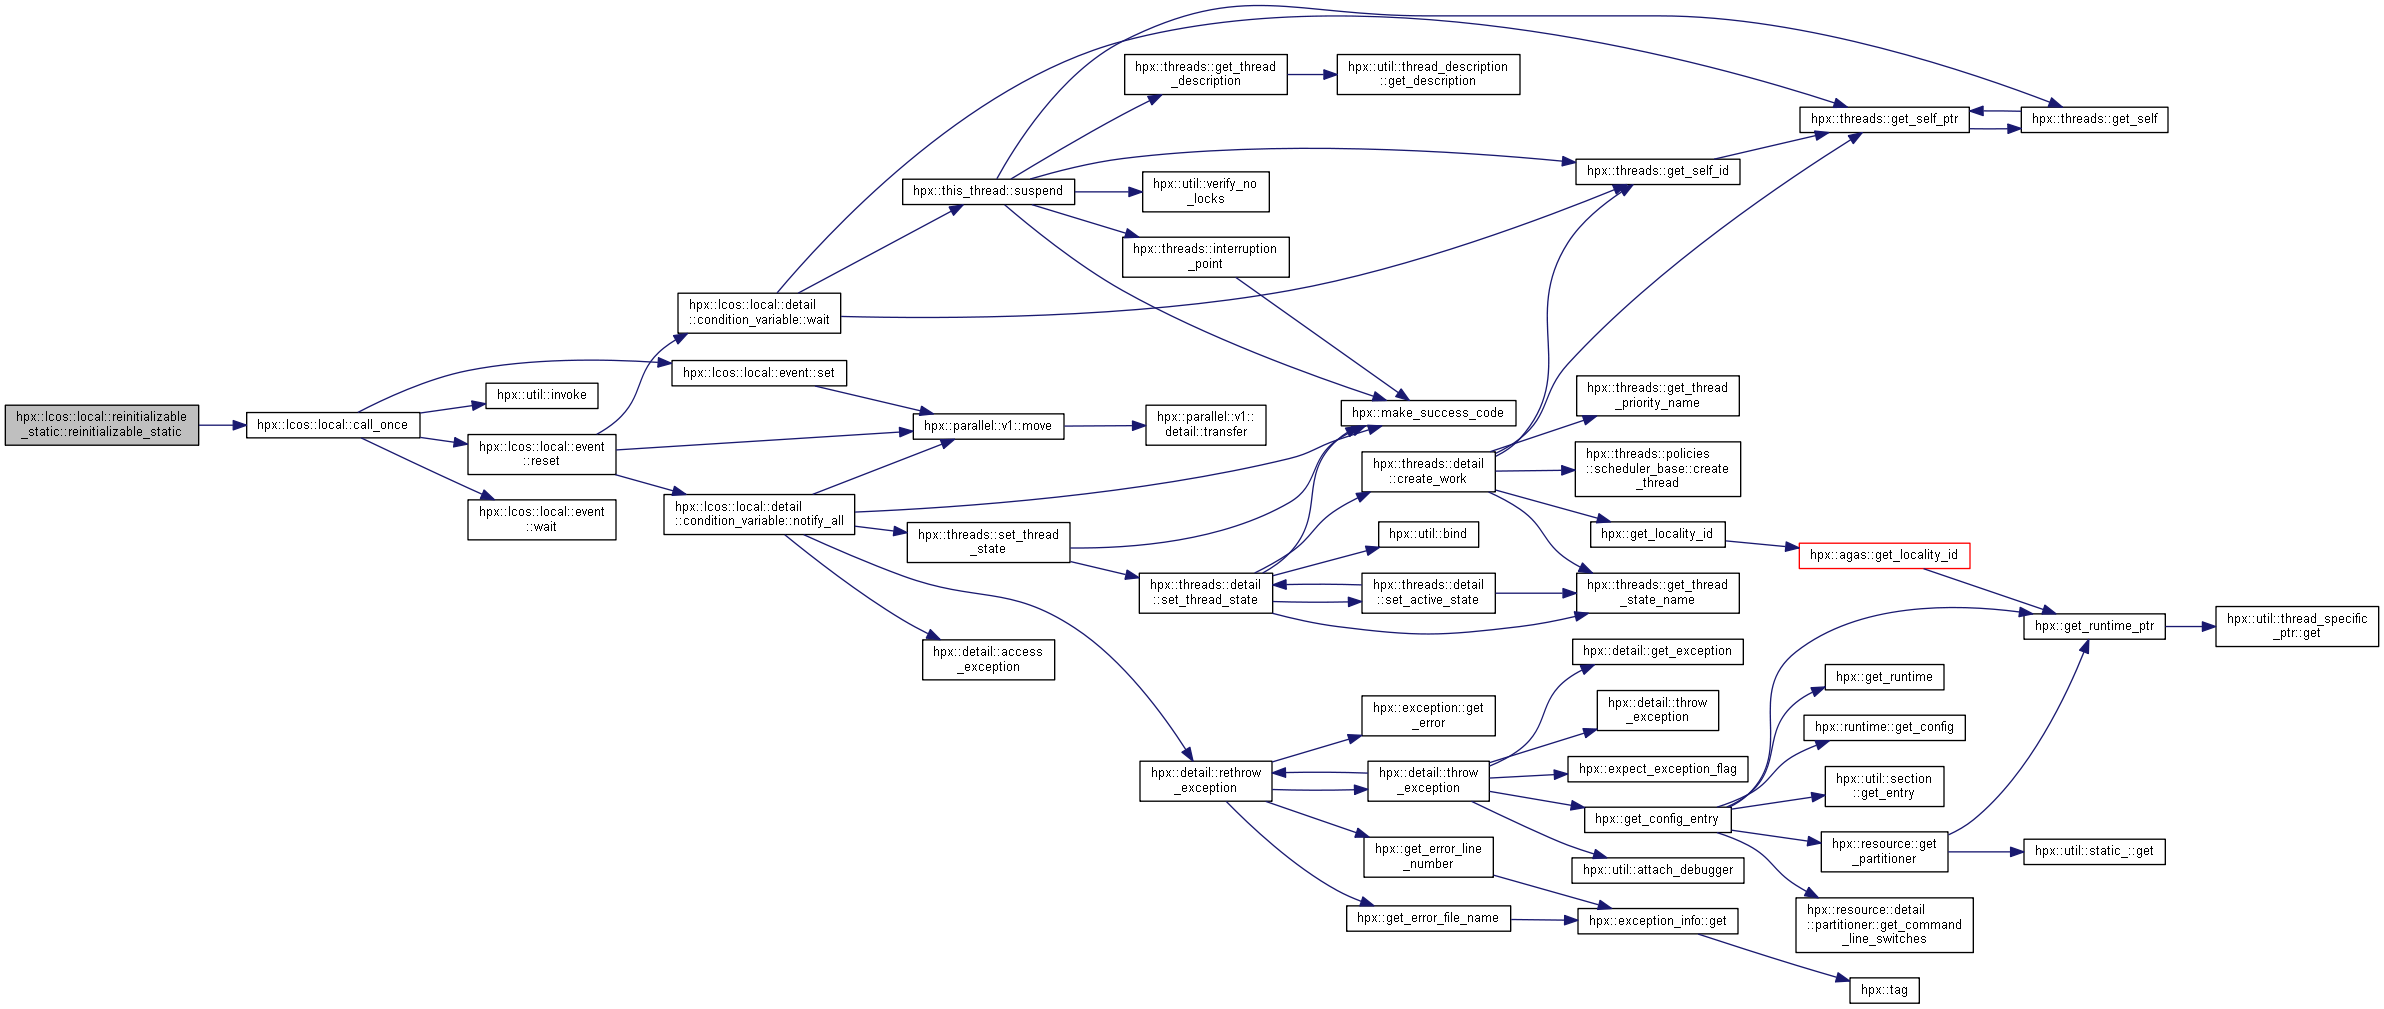 hpx::lcos::local::reinitializable
_static::reinitializable_static
hpx::lcos::local::call_once
hpx::util::invoke
hpx::lcos::local::event
::reset
hpx::lcos::local::event
::wait
hpx::lcos::local::detail
::condition_variable::wait
hpx::lcos::local::event::set
hpx::lcos::local::detail
::condition_variable::notify_all
hpx::this_thread::suspend
hpx::parallel::v1::move
hpx::threads::set_thread
_state
hpx::detail::access
_exception
hpx::threads::get_thread
_description
hpx::util::verify_no
_locks
hpx::threads::interruption
_point
hpx::parallel::v1::
detail::transfer
hpx::threads::detail
::set_thread_state
hpx::detail::rethrow
_exception
hpx::util::thread_description
::get_description
hpx::make_success_code
hpx::threads::detail
::create_work
hpx::util::bind
hpx::threads::detail
::set_active_state
hpx::exception::get
_error
hpx::detail::throw
_exception
hpx::get_error_line
_number
hpx::get_error_file_name
hpx::threads::get_self_id
hpx::threads::get_thread
_priority_name
hpx::threads::policies
::scheduler_base::create
_thread
hpx::get_locality_id
hpx::threads::get_thread
_state_name
hpx::detail::get_exception
hpx::detail::throw
_exception
hpx::expect_exception_flag
hpx::get_config_entry
hpx::util::attach_debugger
hpx::exception_info::get
hpx::threads::get_self_ptr
hpx::agas::get_locality_id
hpx::get_runtime
hpx::runtime::get_config
hpx::util::section
::get_entry
hpx::resource::get
_partitioner
hpx::resource::detail
::partitioner::get_command
_line_switches
hpx::tag
hpx::threads::get_self
hpx::get_runtime_ptr
hpx::util::static_::get
hpx::util::thread_specific
_ptr::get